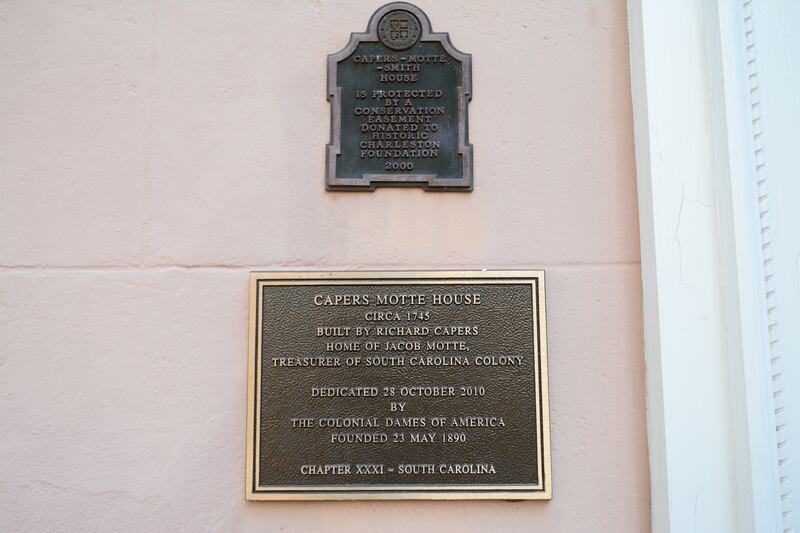 CAPERS-MOTTE
-SMITH
HOUSE
IS PROTECTED
BY A
CONSERVATION
EASEMENT
DONATED TO
HISTORIC
CHARLESTON
FOUNDATION
2000
CAPERS MOTTE HOUSE
CIRCA 1745
BUILT BY RICHARD CAPERS
HOME OF JACOB MOTTE,
TREASURER OF SOUTH CAROLINA COLONY
DEDICATED 28 OCTOBER 2010
BY
THE COLONIAL DAMES OF AMERICA
FOUNDED 23 MAY 1890
CHAPTER XXXI - SOUTH CAROLINA